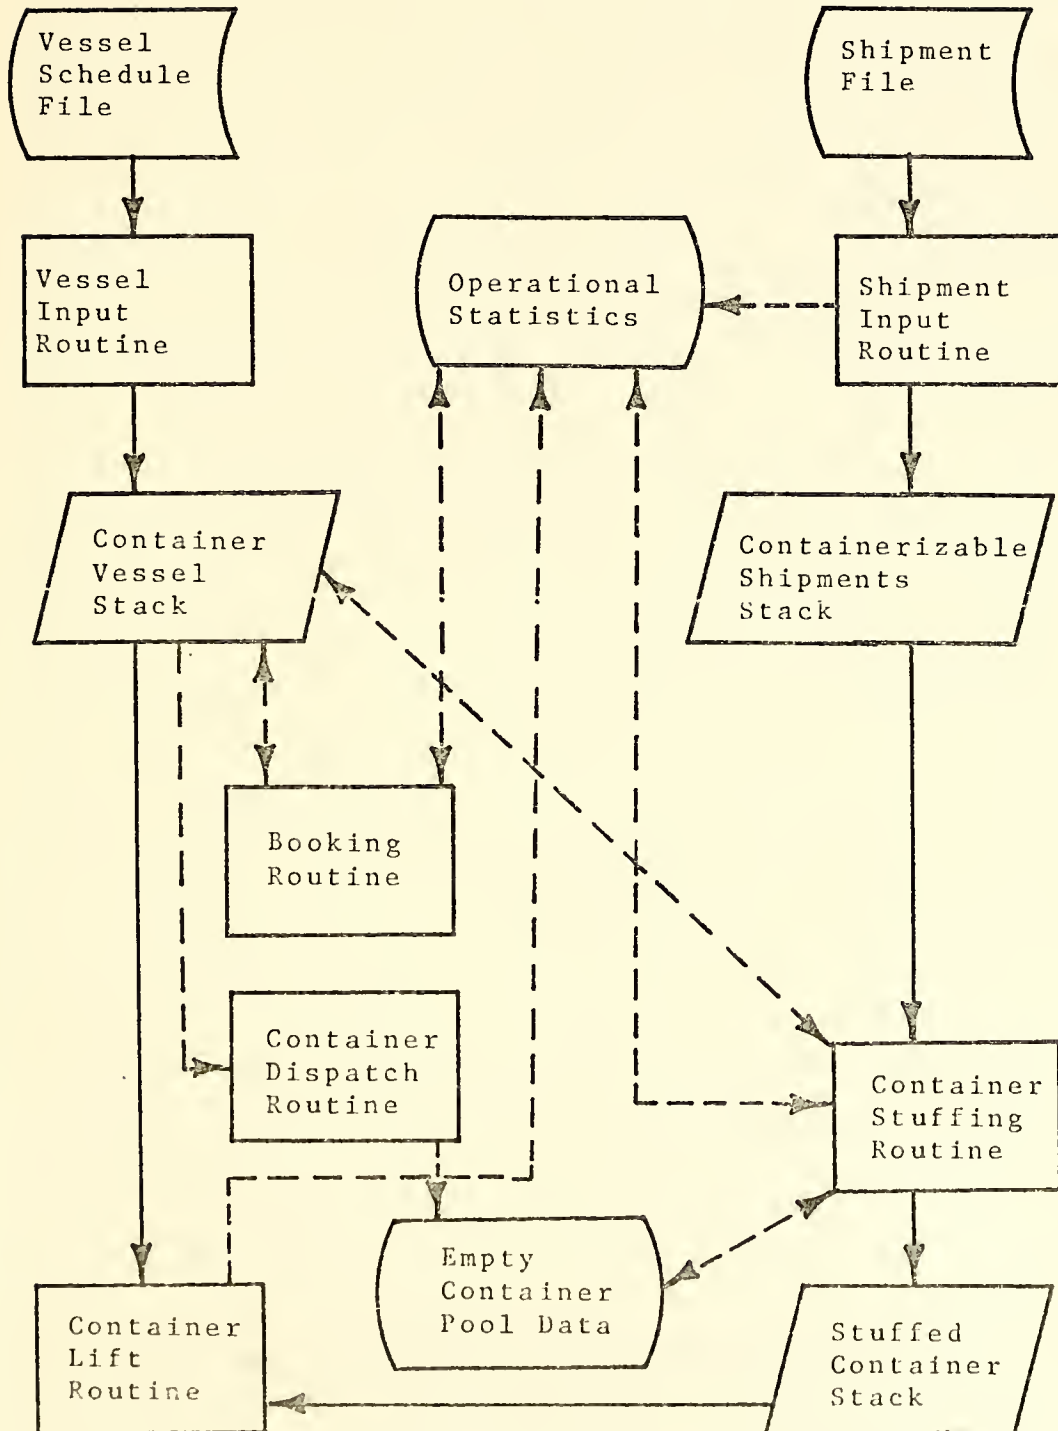 Vessel
Schedule
File
Shipment
File
Vessel
Input
Routine
Operational
Statistics
Shipment
Input
Routine
Container
Vessel
Stack
Containerizable
Shipments
Stack
Booking
Routine
Container
Dispatch
Routine
Container
Stuffing
Routine
Empty
Container
Pool Data
Container
Lift
Routine
Stuffed
Container
Stack